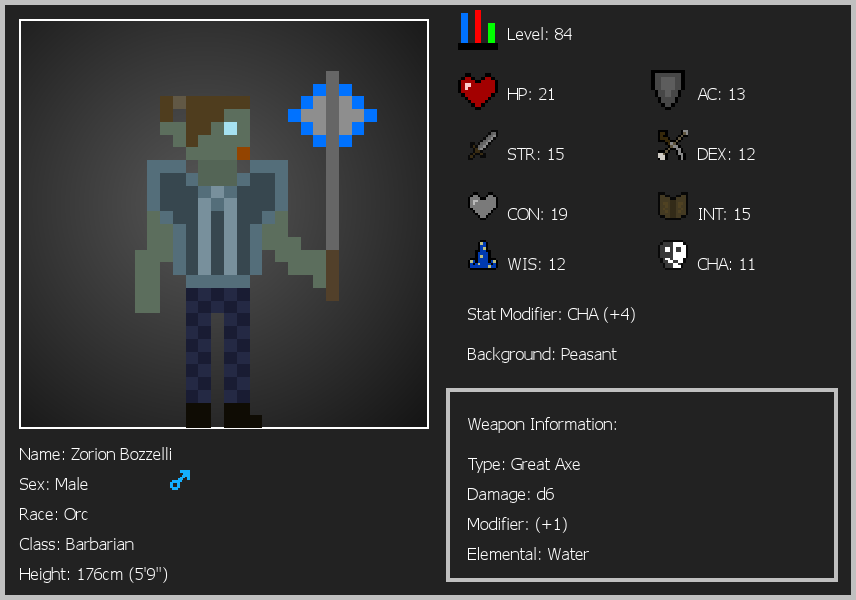 Level: 84
HP: 21
AC: 13
STR: 15
DEX: 12
CON: 19
INT: 15
WIS: 12
CHA: 11
Stat Modifier: CHA (+4)
Background: Peasant
Weapon Information:
Type: Great Axe
Damage: d6
Modifier: (+1)
Elemental: Water
Name: Zorion Bozzelli
Sex: Male
Race: Orc
Class: Barbarian
Height: 176cm (5'9")